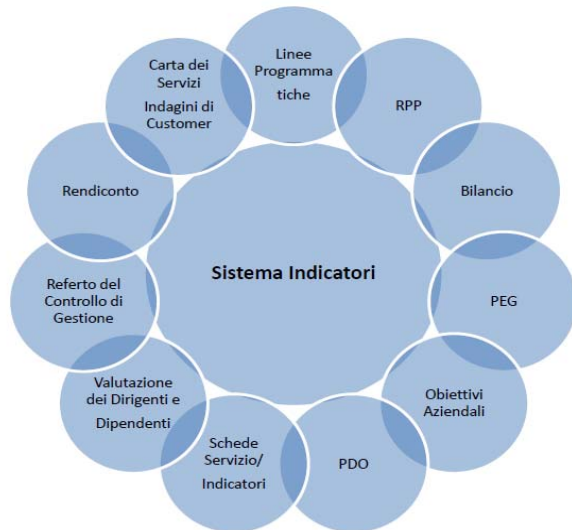 Linee
Programma
tiche
RPP
Bilancio
PEG
Obiettivi
Aziendali
PDO
Schede
Servizio/
Indicatori
Valutazione
dei Dirigenti e
Dipendenti
Referto del
Controllo di
Gestione
Rendiconto
Carta dei
Servizi
Indagini di
Customer
Sistema Indicatori